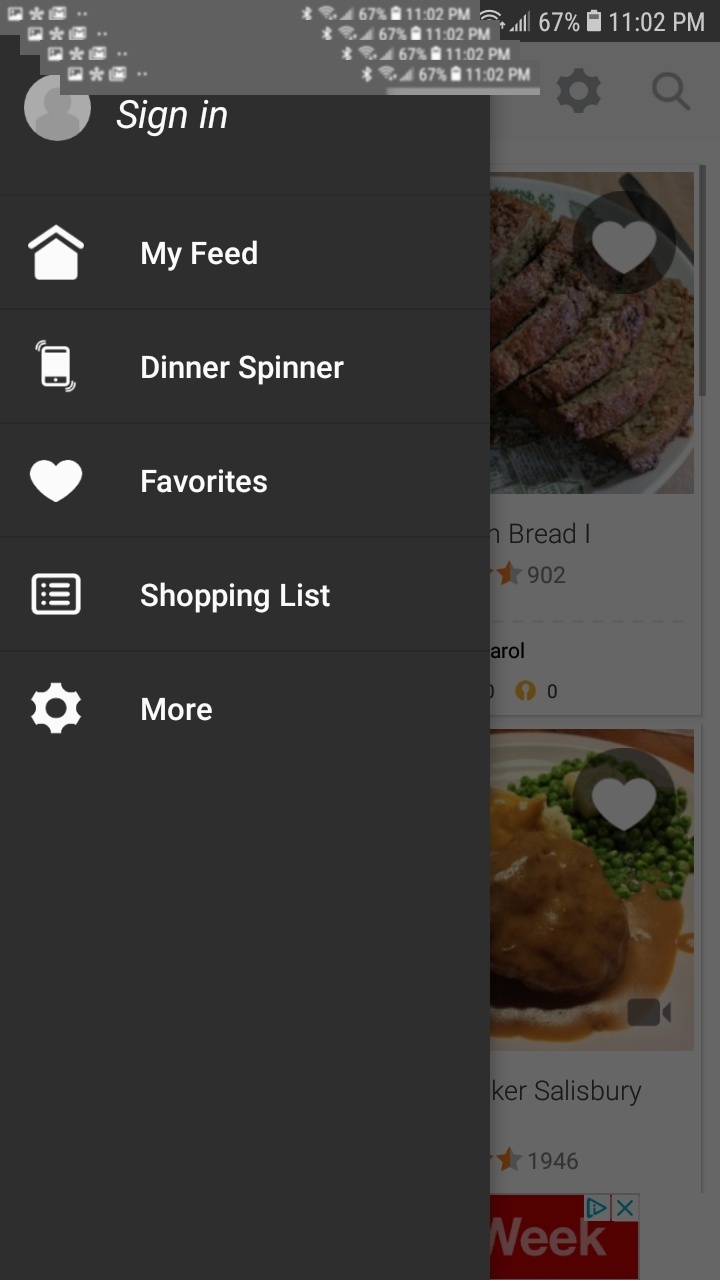 67% 11:02 PM
67% 11:02 PM
67% 11:02 PM
67% 11:02 PM
67% 11:02 PM
Sign in
My Feed
Dinner Spinner
Favorites
Shopping List
More
n Bread I
902
arol
0 0
ker Salisbury
1946
Week